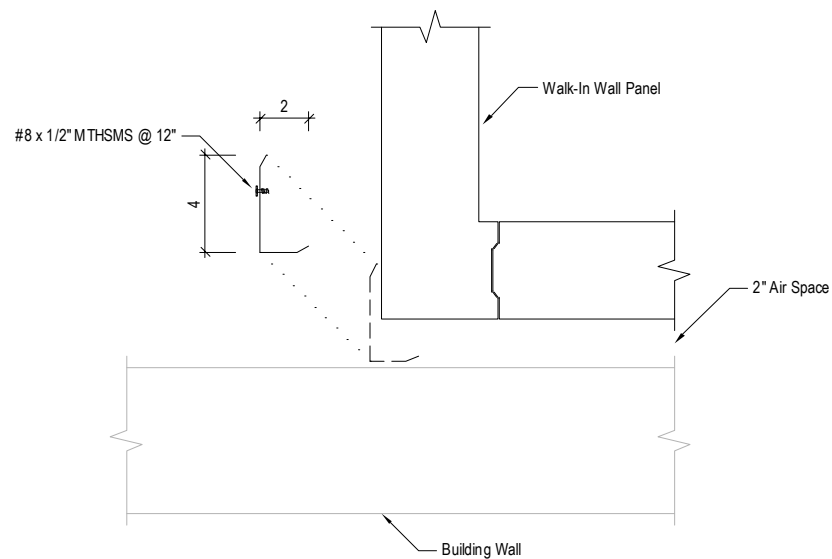 Walk-In Wall Panel
2
#8 x 1/2" MTHSMS @ 12"
4
2" Air Space
Building Wall